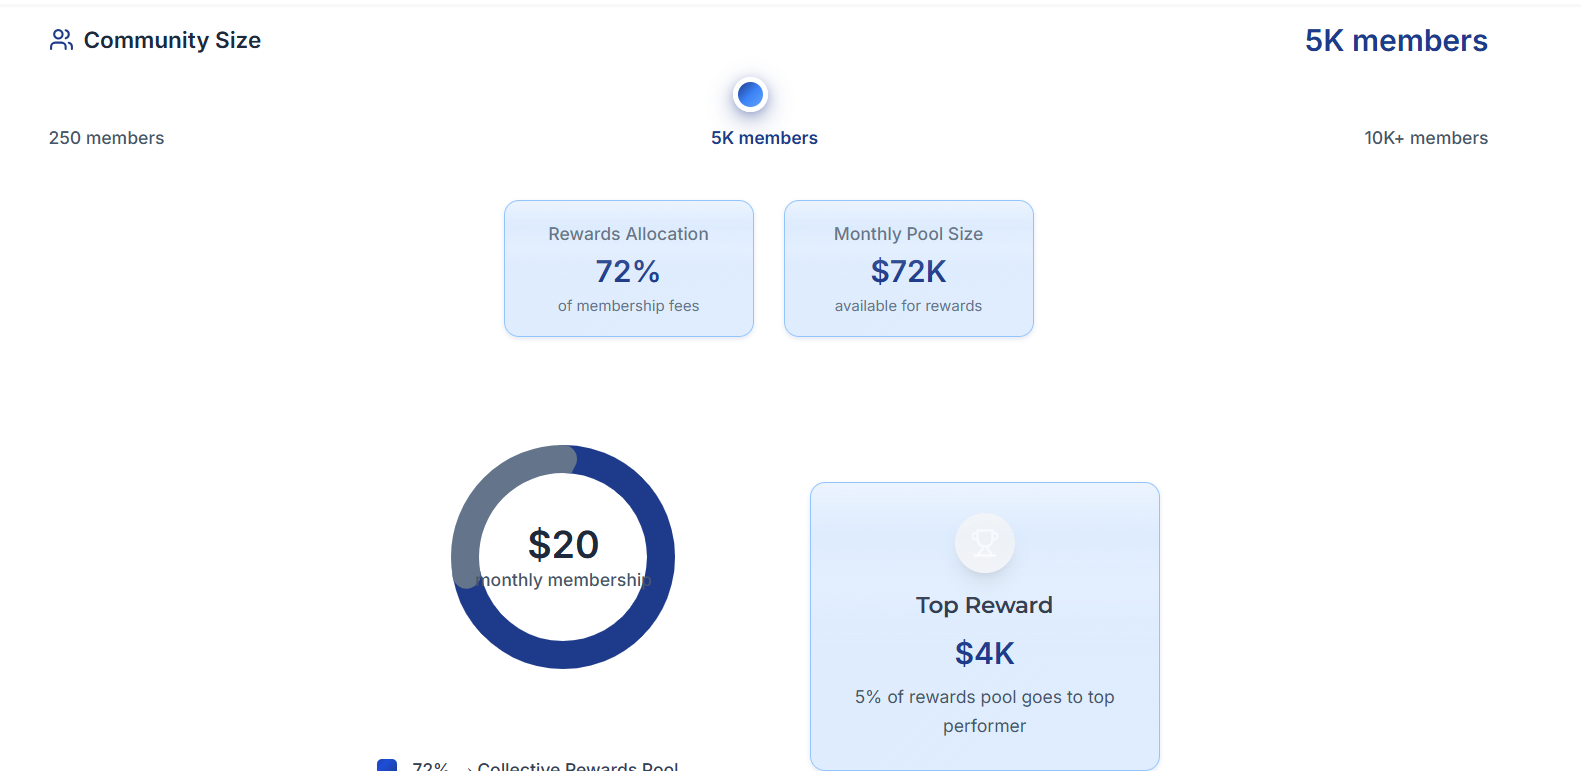 Community Size
5K members
250 members
5K members
10K+ members
Rewards Allocation
72%
of membership fees
Monthly Pool Size
$72K
available for rewards
$20
monthly membership
Top Reward
$4K
5% of rewards pool goes to top
performer
72% → Collective Rewards Pool